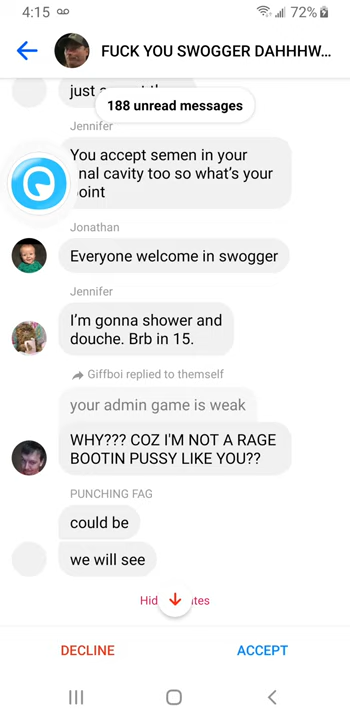 4:15
72%
FUCK YOU SWOGGER DAHHHW...
just
188 unread messages
Jennifer
You accept semen in your
nal cavity too so what's your
oint
Jonathan
Everyone welcome in swogger
Jennifer
I'm gonna shower and
douche. Brb in 15.
Giffboi replied to themself
your admin game is weak
WHY??? COZ I'M NOT A RAGE
BOOTIN PUSSY LIKE YOU??
PUNCHING FAG
could be
we will see
Hid
tes
DECLINE
ACCEPT